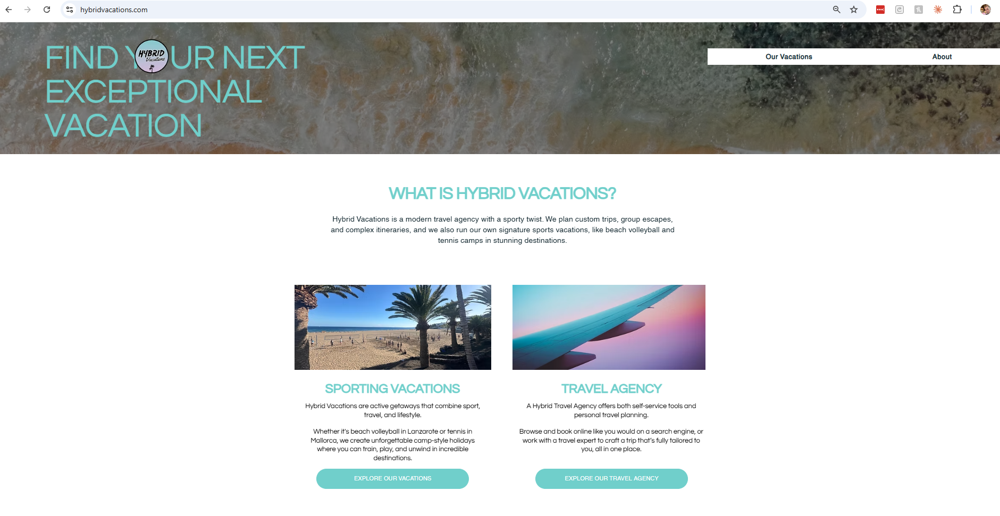 hybridvacations.com
HYBRID
Vacations
Our Vacations
About
FIND Y UR NEXT
EXCEPTIONAL
VACATION
WHAT IS HYBRID VACATIONS?
Hybrid Vacations is a modern travel agency with a sporty twist. We plan custom trips, group escapes,
and complex itineraries, and we also run our own signature sports vacations, like beach volleyball and
tennis camps in stunning destinations.
SPORTING VACATIONS
Hybrid Vacations are active getaways that combine sport,
travel, and lifestyle.
Whether it's beach volleyball in Lanzarote or tennis in
Mallorca, we create unforgettable camp-style holidays
where you can train, play, and unwind in incredible
destinations.
EXPLORE OUR VACATIONS
TRAVEL AGENCY
A Hybrid Travel Agency offers both self-service tools and
personal travel planning.
Browse and book online like you would on a search engine, or
work with a travel expert to craft a trip that’s fully tailored to
you, all in one place.
EXPLORE OUR TRAVEL AGENCY